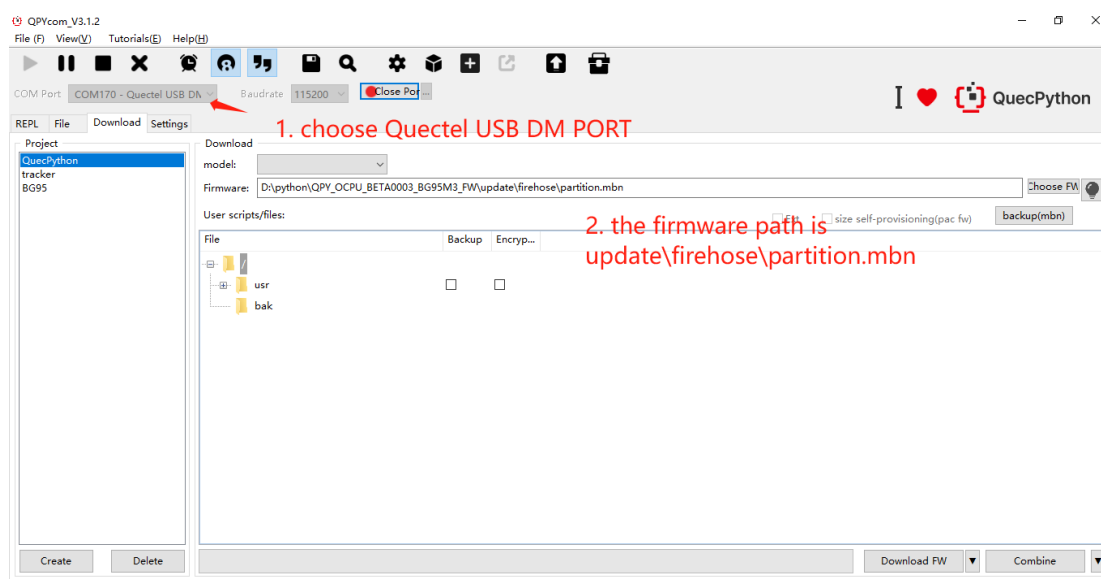 QPYcom_V3.1.2
File (F) View(V) Tutorials(E) Help(H)
COM Port COM170 - Quectel USB DM Baudrate 115200 Close Por ...
I QuecPython
REPL File Download Settings
1. choose Quectel USB DM PORT
Project
QuecPython
tracker
BG95
Download
model:
Firmware: D:\python\QPY_OCPU_BETA0003_BG95M3_FW\update\firehose\partition.mbn Choose FW
User scripts/files: size self-provisioning(pac fw) backup(mbn)
2. the firmware path is
update\firehose\partition.mbn
File Backup Encryp...
/
usr
bak
Create Delete Download FW Combine